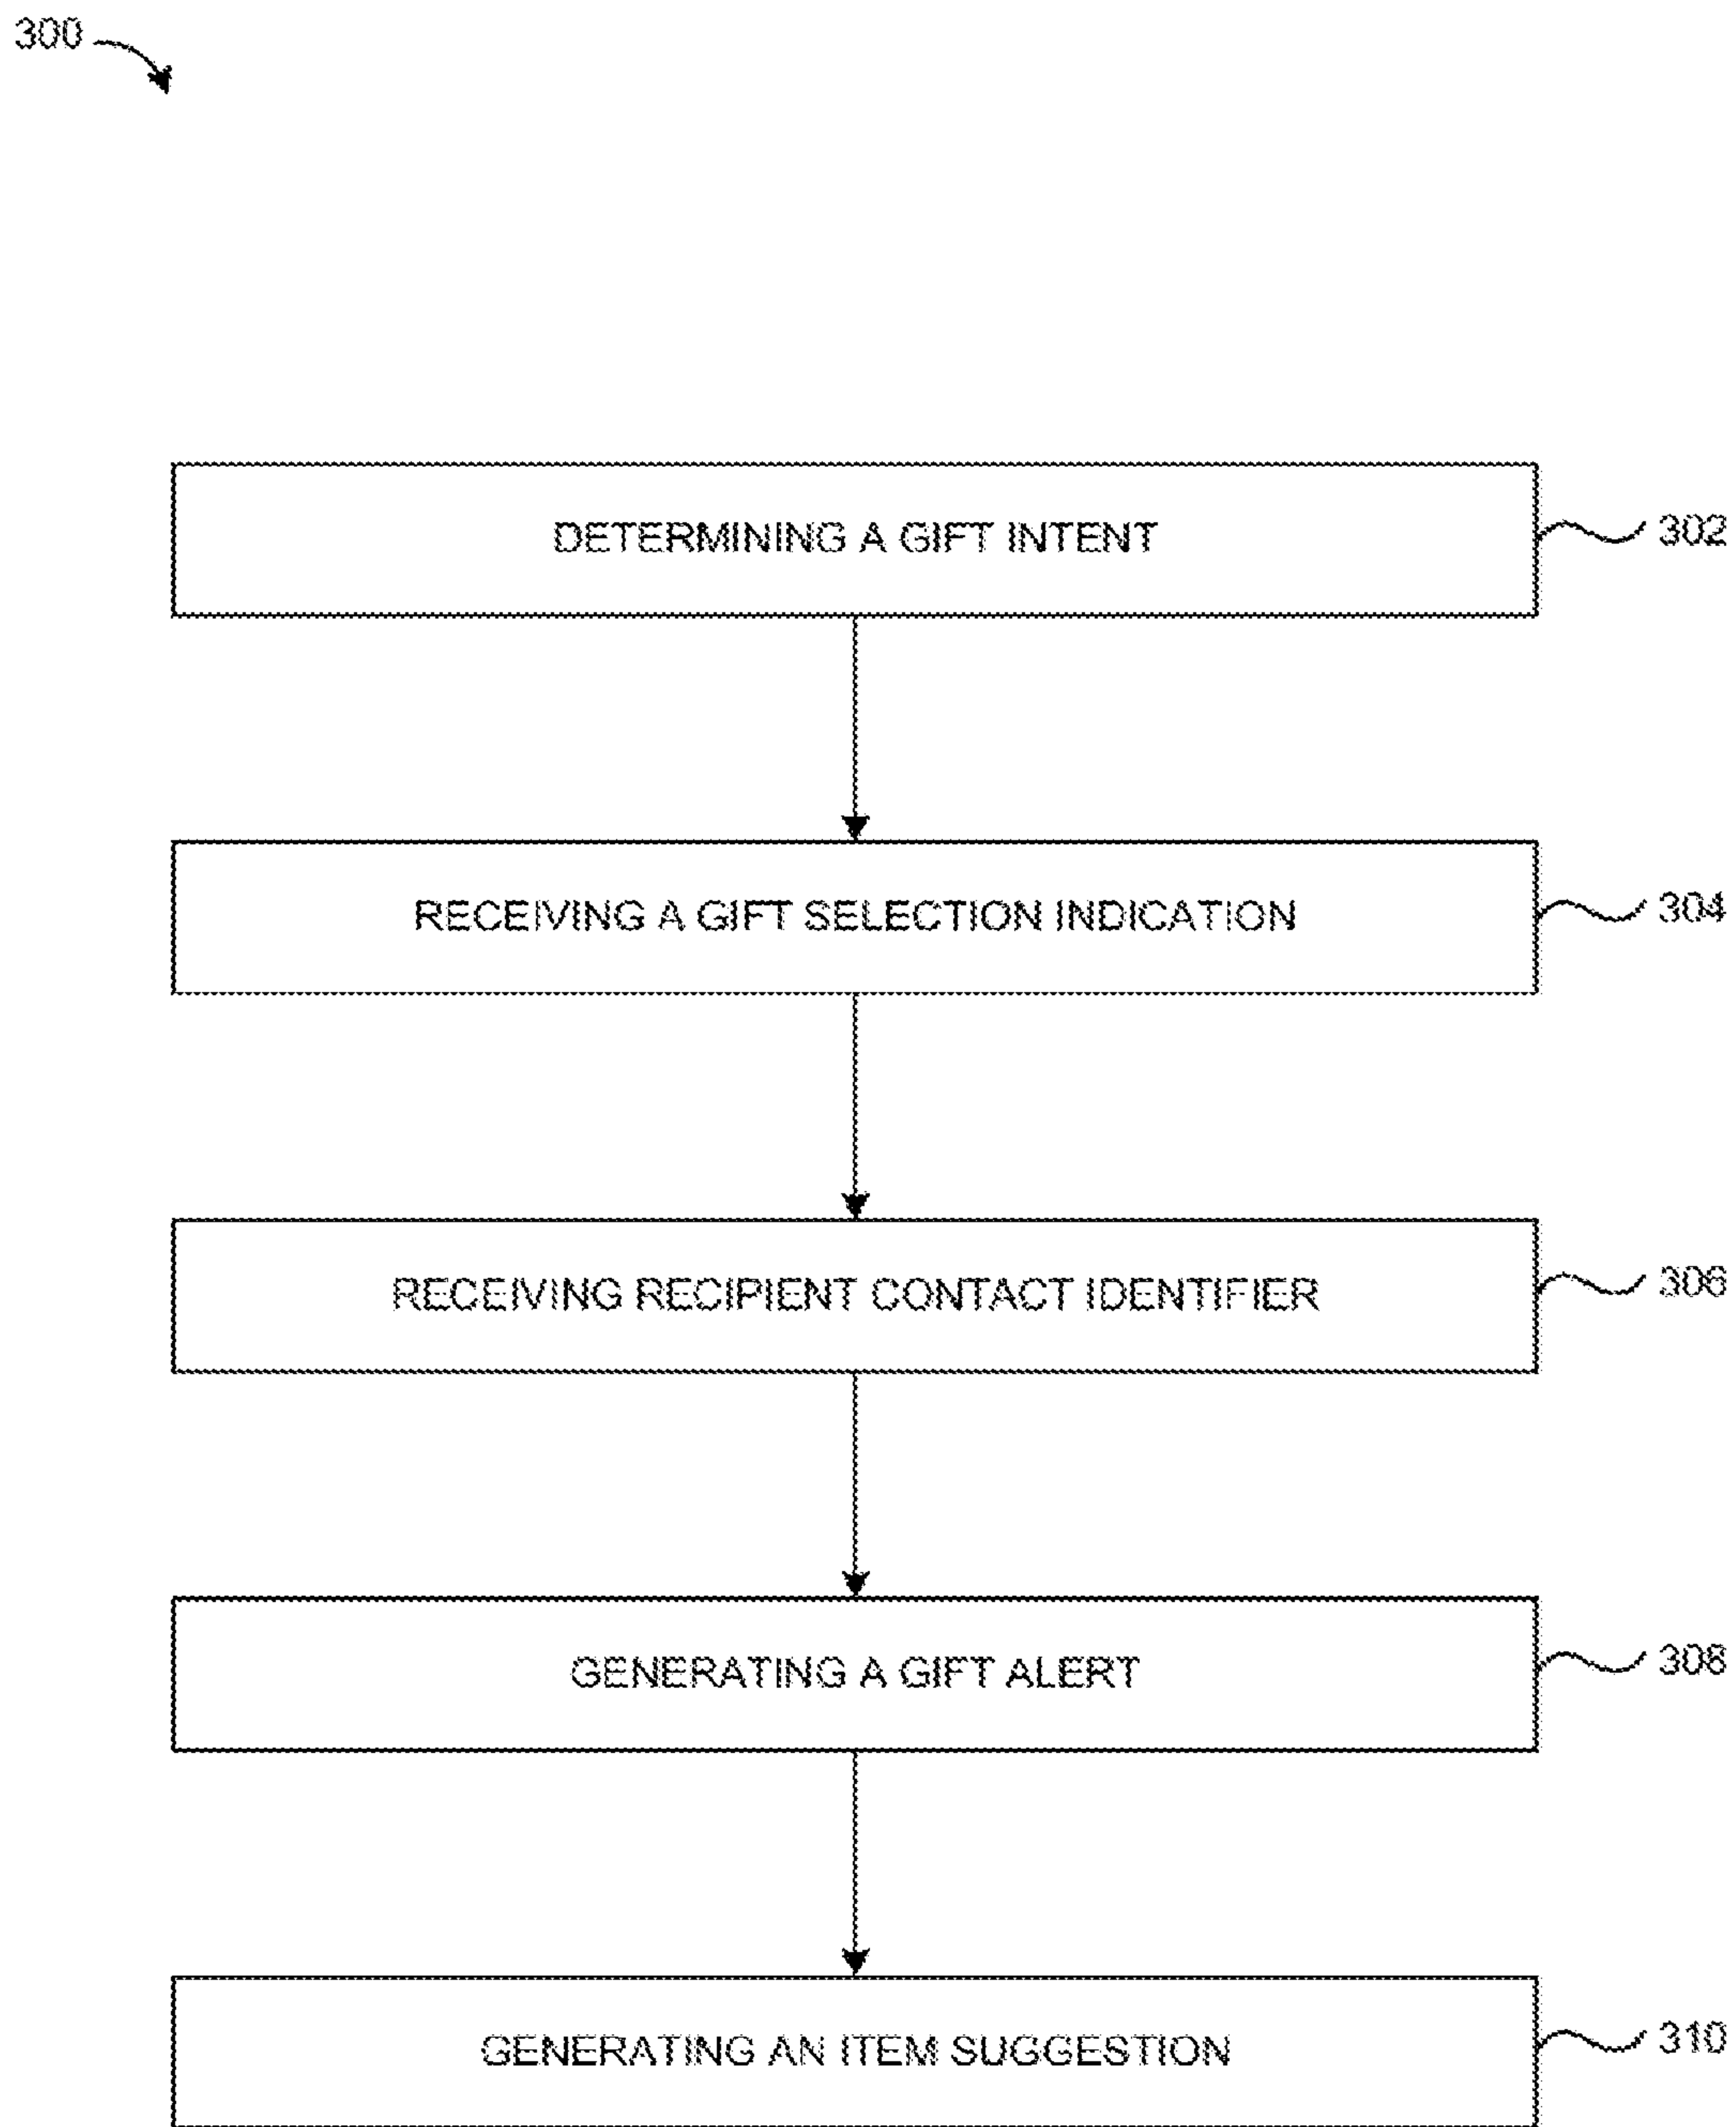 300
DETERMINING A GIFT INTENT
302
RECEIVING A GIFT SELECTION INDICATION
304
RECEIVING RECIPIENT CONTACT IDENTIFIER
306
GENERATING A GIFT ALERT
308
GENERATING AN ITEM SUGGESTION
310